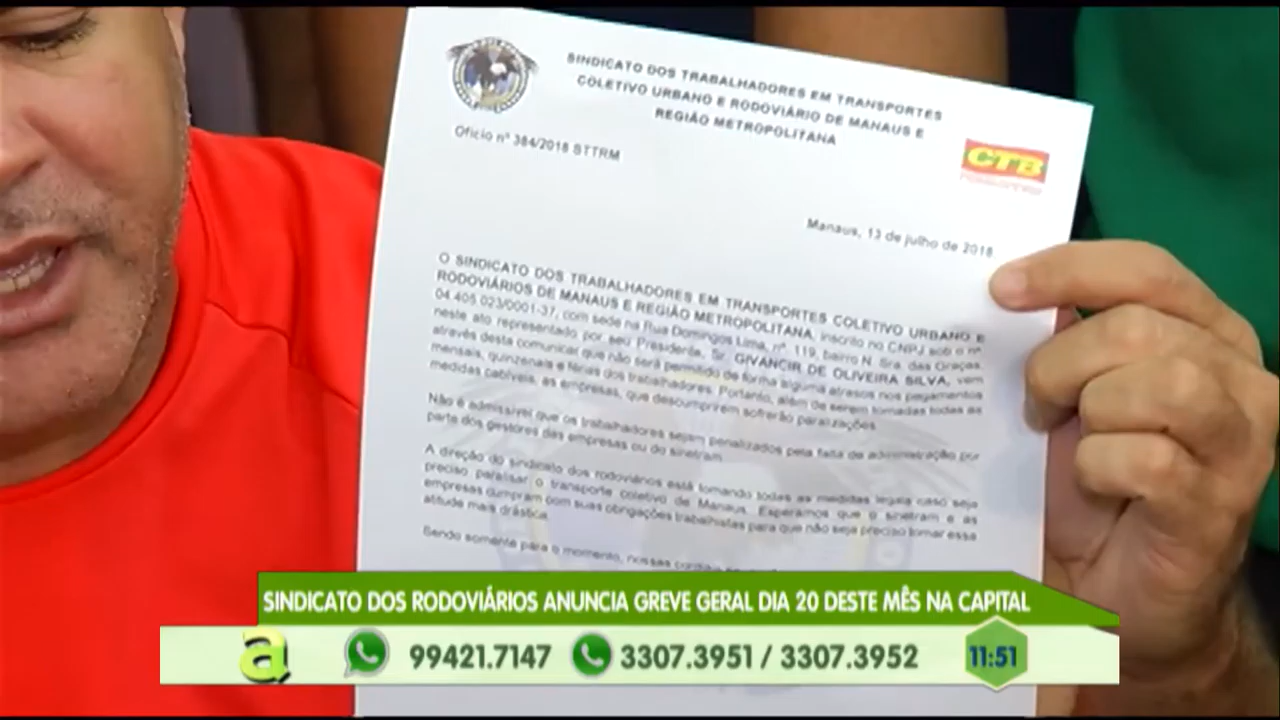 SINDICATO DOS TRABALHADORES EM TRANSPORTES
COLETIVO URBANO E RODOVIÁRIO DE MANAUS E
REGIÃO METROPOLITANA
Ofício nº 384/2018 STTRM
CTB
Manaus, 13 de julho de 2018
O SINDICATO DOS TRABALHADORES EM TRANSPORTES COLETIVO URBANO E
RODOVIÁRIOS DE MANAUS E REGIÃO METROPOLITANA, inscrito no CNPJ sob o nº
04.405.023/0001-37, com sede na Rua Domingos Lima, nº. 119, bairro N. Sra. das Graças,
neste ato representado por seu Presidente, Sr. GIVANCIR DE OLIVEIRA SILVA, vem
através desta comunicar que não será permitido de forma alguma atrasos nos pagamentos
mensais, quinzenais e férias dos trabalhadores. Portanto, além de serem tomadas todas as
medidas cabíveis, as empresas, que descumprirem sofrerão paralizações.
Não é admissível que os trabalhadores sejam penalizados pela falta de administração por
parte dos gestores das empresas ou do sinetram.
A direção do sindicato dos rodoviários está tomando todas as medidas legais caso seja
preciso paralisar o transporte coletivo de Manaus. Esperamos que o sinetram e as
empresas cumpram com suas obrigações trabalhistas para que não seja preciso tomar essa
atitude mais drástica.
Sendo somente para o momento, nossas cordiais
SINDICATO DOS RODOVIÁRIOS ANUNCIA GREVE GERAL DIA 20 DESTE MÊS NA CAPITAL
a 99421.7147 3307.3951 / 3307.3952 11:51